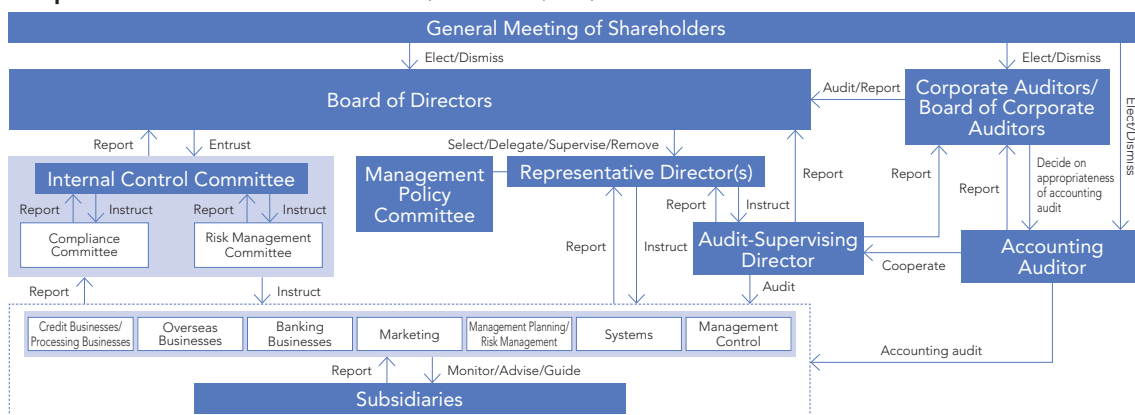 General Meeting of Shareholders
Elect/Dismiss
Elect/Dismiss
Elect/Dismiss
Board of Directors
Audit/Report
Corporate Auditors/
Board of Corporate
Auditors
Report
Entrust
Select/Delegate/Supervise/Remove
Internal Control Committee
Management
Policy
Committee
Representative Director(s)
Report
Report
Report
Decide on
appropriateness
of accounting
audit
Report
Instruct
Report
Instruct
Report
Instruct
Compliance
Committee
Risk Management
Committee
Report
Instruct
Audit-Supervising
Director
Cooperate
Accounting
Auditor
Report
Instruct
Audit
Credit Businesses/
Processing Businesses
Overseas
Businesses
Banking
Businesses
Marketing
Management Planning/
Risk Management
Systems
Management
Control
Accounting audit
Report
Monitor/Advise/Guide
Subsidiaries